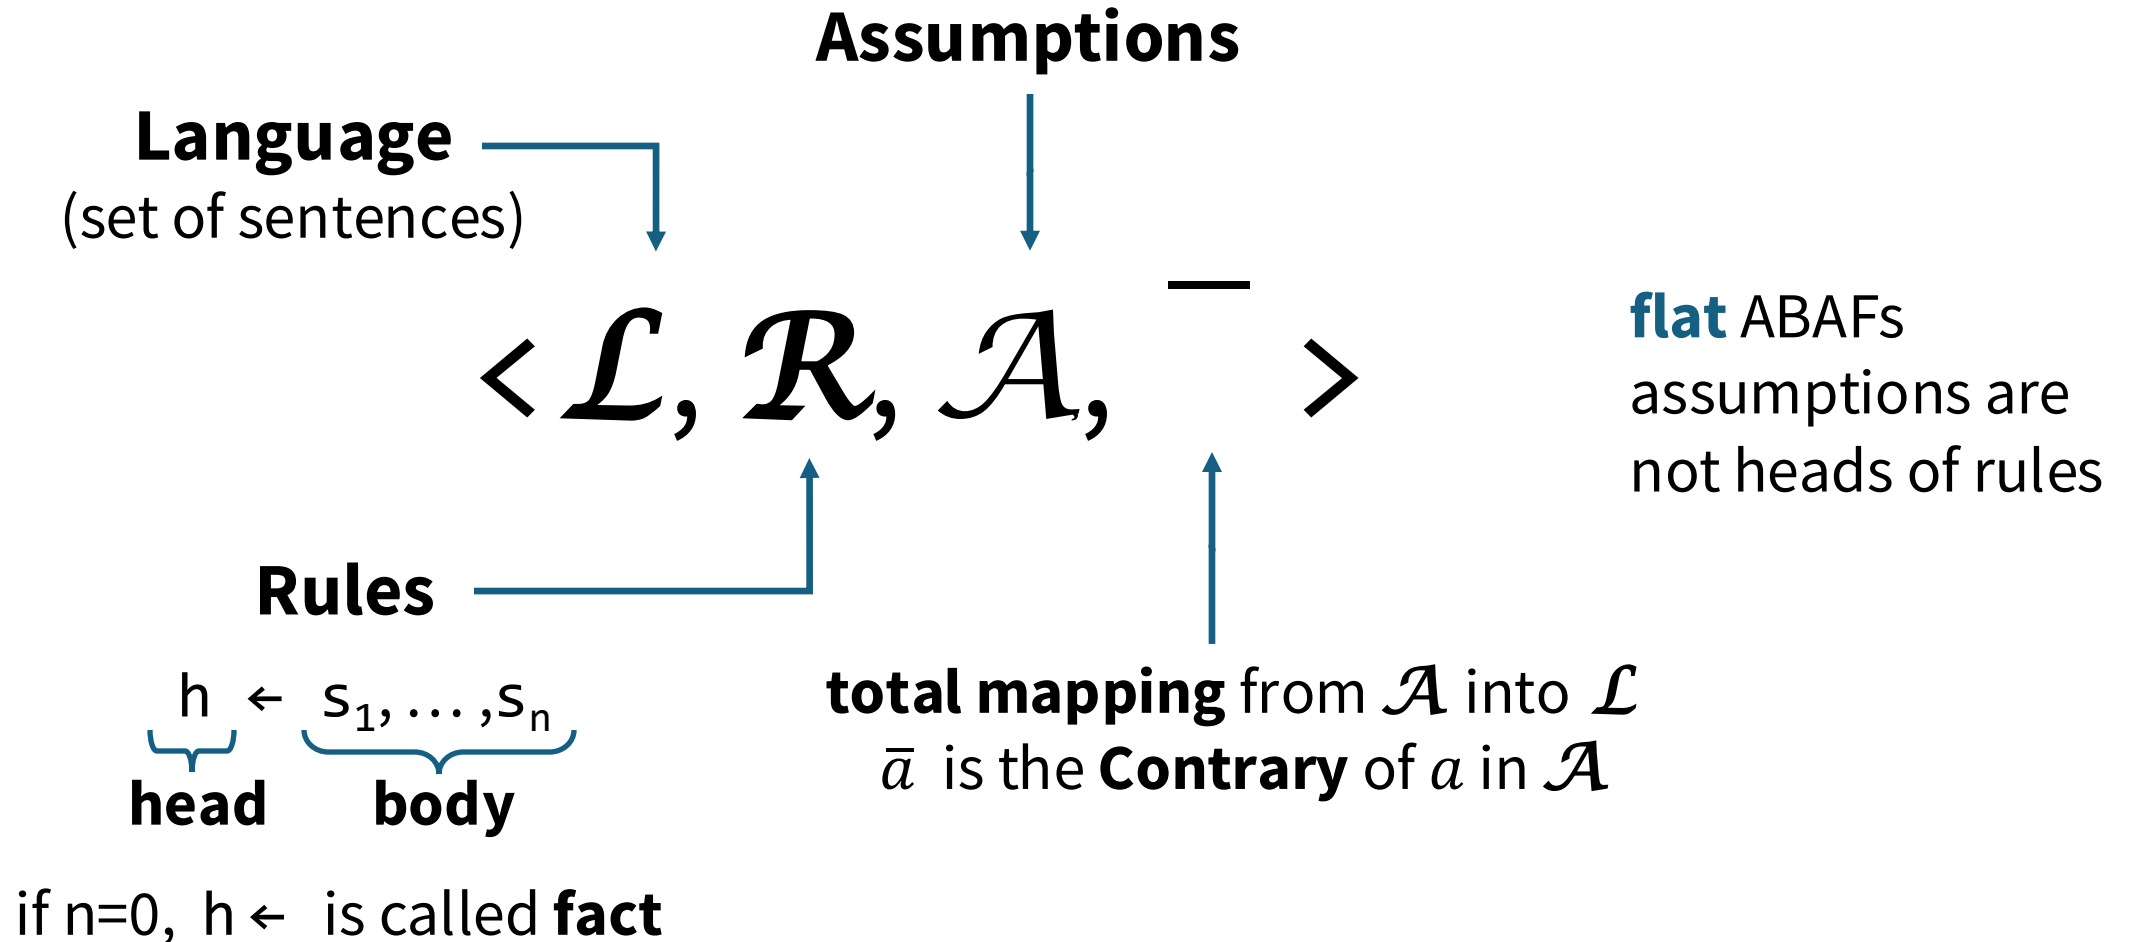 Assumptions
Language
(set of sentences)
< ℒ, ℛ, 𝒜, ‾ >
flat ABAFs
assumptions are
not heads of rules
Rules
h ← s₁,...,sₙ
head body
if n=0, h ← is called fact
total mapping from 𝒜 into ℒ
a̅ is the Contrary of a in 𝒜